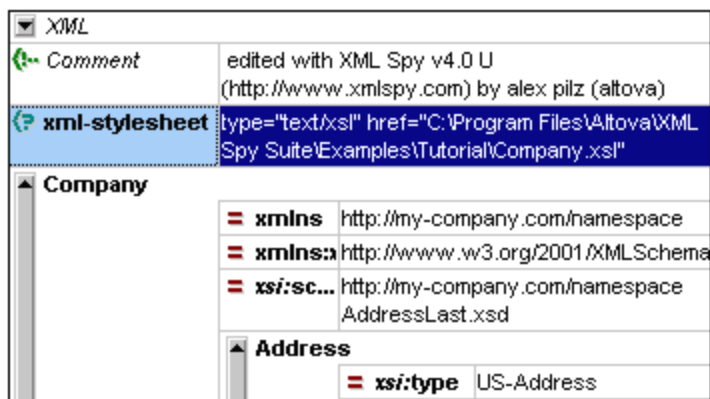 XML
Comment edited with XML Spy v4.0 U
(http://www.xmlspy.com) by alex pilz (altova)
xml-stylesheet type="text/xsl" href="C:\Program Files\Altova\XML
Spy Suite\Examples\Tutorial\Company.xsl"
Company
= xmlns http://my-company.com/namespace
= xmlns:x http://www.w3.org/2001/XMLSchema
= xsi:sc... http://my-company.com/namespace
AddressLast.xsd
Address
= xsi:type US-Address